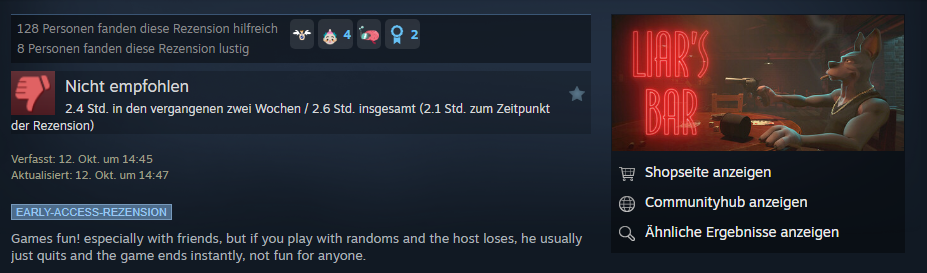 128 Personen fanden diese Rezension hilfreich
8 Personen fanden diese Rezension lustig
4
2
Nicht empfohlen
2.4 Std. in den vergangenen zwei Wochen / 2.6 Std. insgesamt (2.1 Std. zum Zeitpunkt
der Rezension)
Verfasst: 12. Okt. um 14:45
Aktualisiert: 12. Okt. um 14:47
EARLY-ACCESS-REZENSION
Games fun! especially with friends, but if you play with randoms and the host loses, he usually
just quits and the game ends instantly, not fun for anyone.
LIAR'S
BAR
Shopseite anzeigen
Communityhub anzeigen
Ähnliche Ergebnisse anzeigen